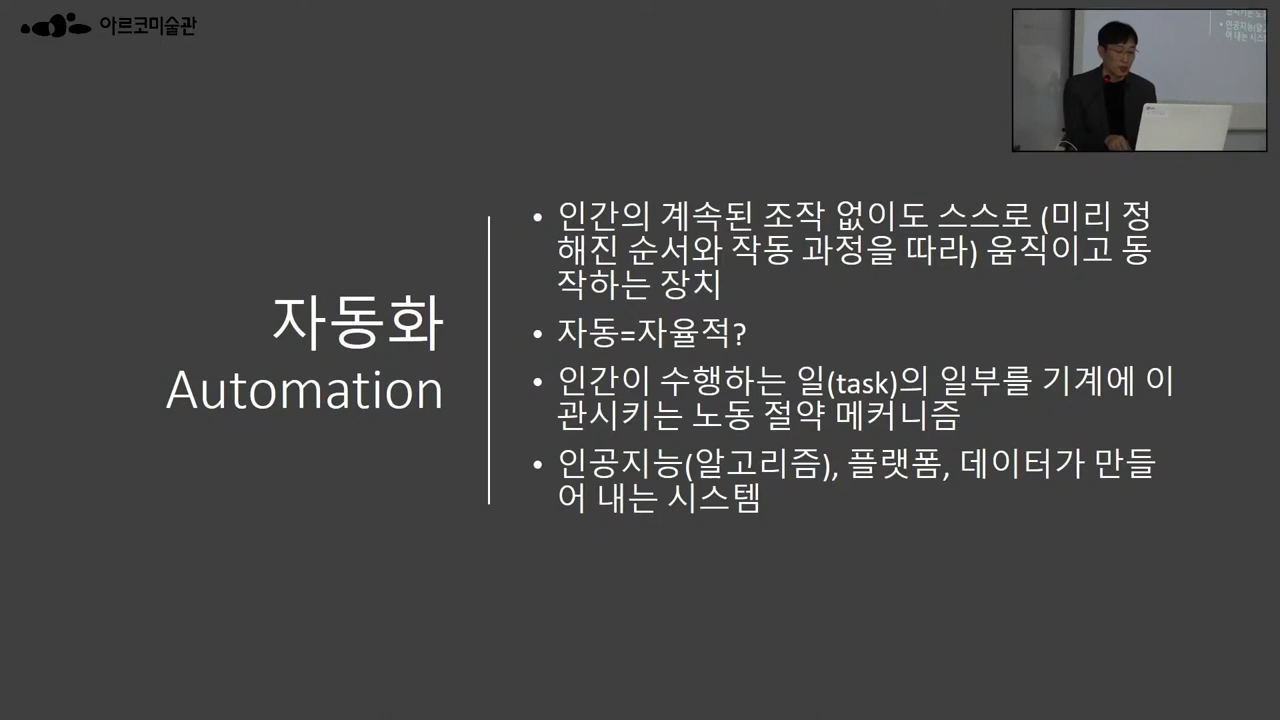 아르코미술관
자동화
Automation
• 인간의 계속된 조작 없이도 스스로 (미리 정
해진 순서와 작동 과정을 따라) 움직이고 동
작하는 장치
• 자동=자율적?
• 인간이 수행하는 일(task)의 일부를 기계에 이
관시키는 노동 절약 메커니즘
• 인공지능(알고리즘), 플랫폼, 데이터가 만들
어 내는 시스템